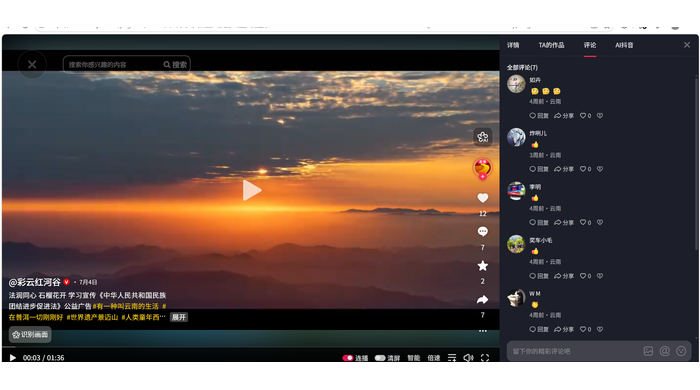 搜索你感兴趣的内容
搜索
详情
TA的作品
评论
AI抖音
全部评论(7)
如卉
4周前·云南
回复
分享
0
炸咧儿
3周前·云南
回复
分享
0
李明
4周前·云南
回复
分享
0
奕车小毛
4周前·云南
回复
分享
0
W M
4周前·云南
回复
分享
0
留下你的精彩评论吧
12
7
2
7
@彩云红河谷 · 7月4日
法润同心 石榴花开 学习宣传《中华人民共和国民族
团结进步促进法》公益广告#有一种叫云南的生活 #
在普洱一切刚刚好 #世界遗产景迈山 #人类童年西… 展开
识别画面
00:03 / 01:36
连播
清屏
智能
倍速